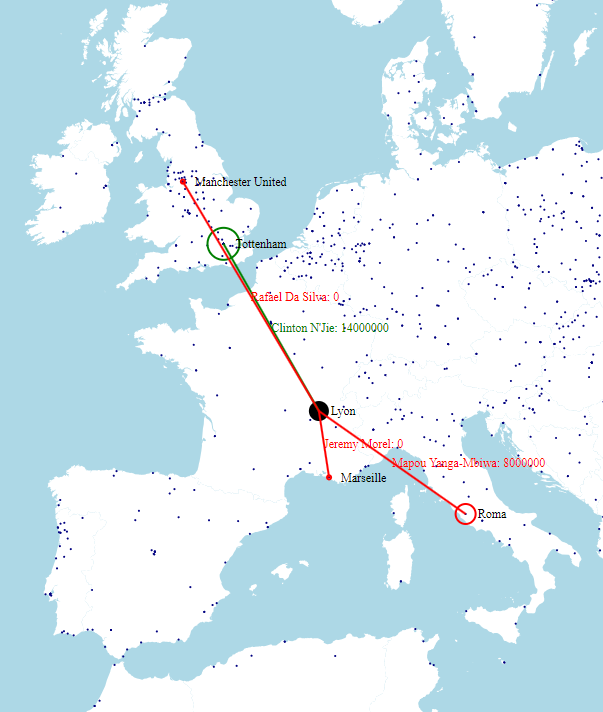 Manchester United
Tottenham
Rafael Da Silva: 0
Clinton N'Jie: 14000000
Lyon
Jeremy Morel: 0
Mapou Yanga-Mbiwa: 8000000
Marseille
Roma